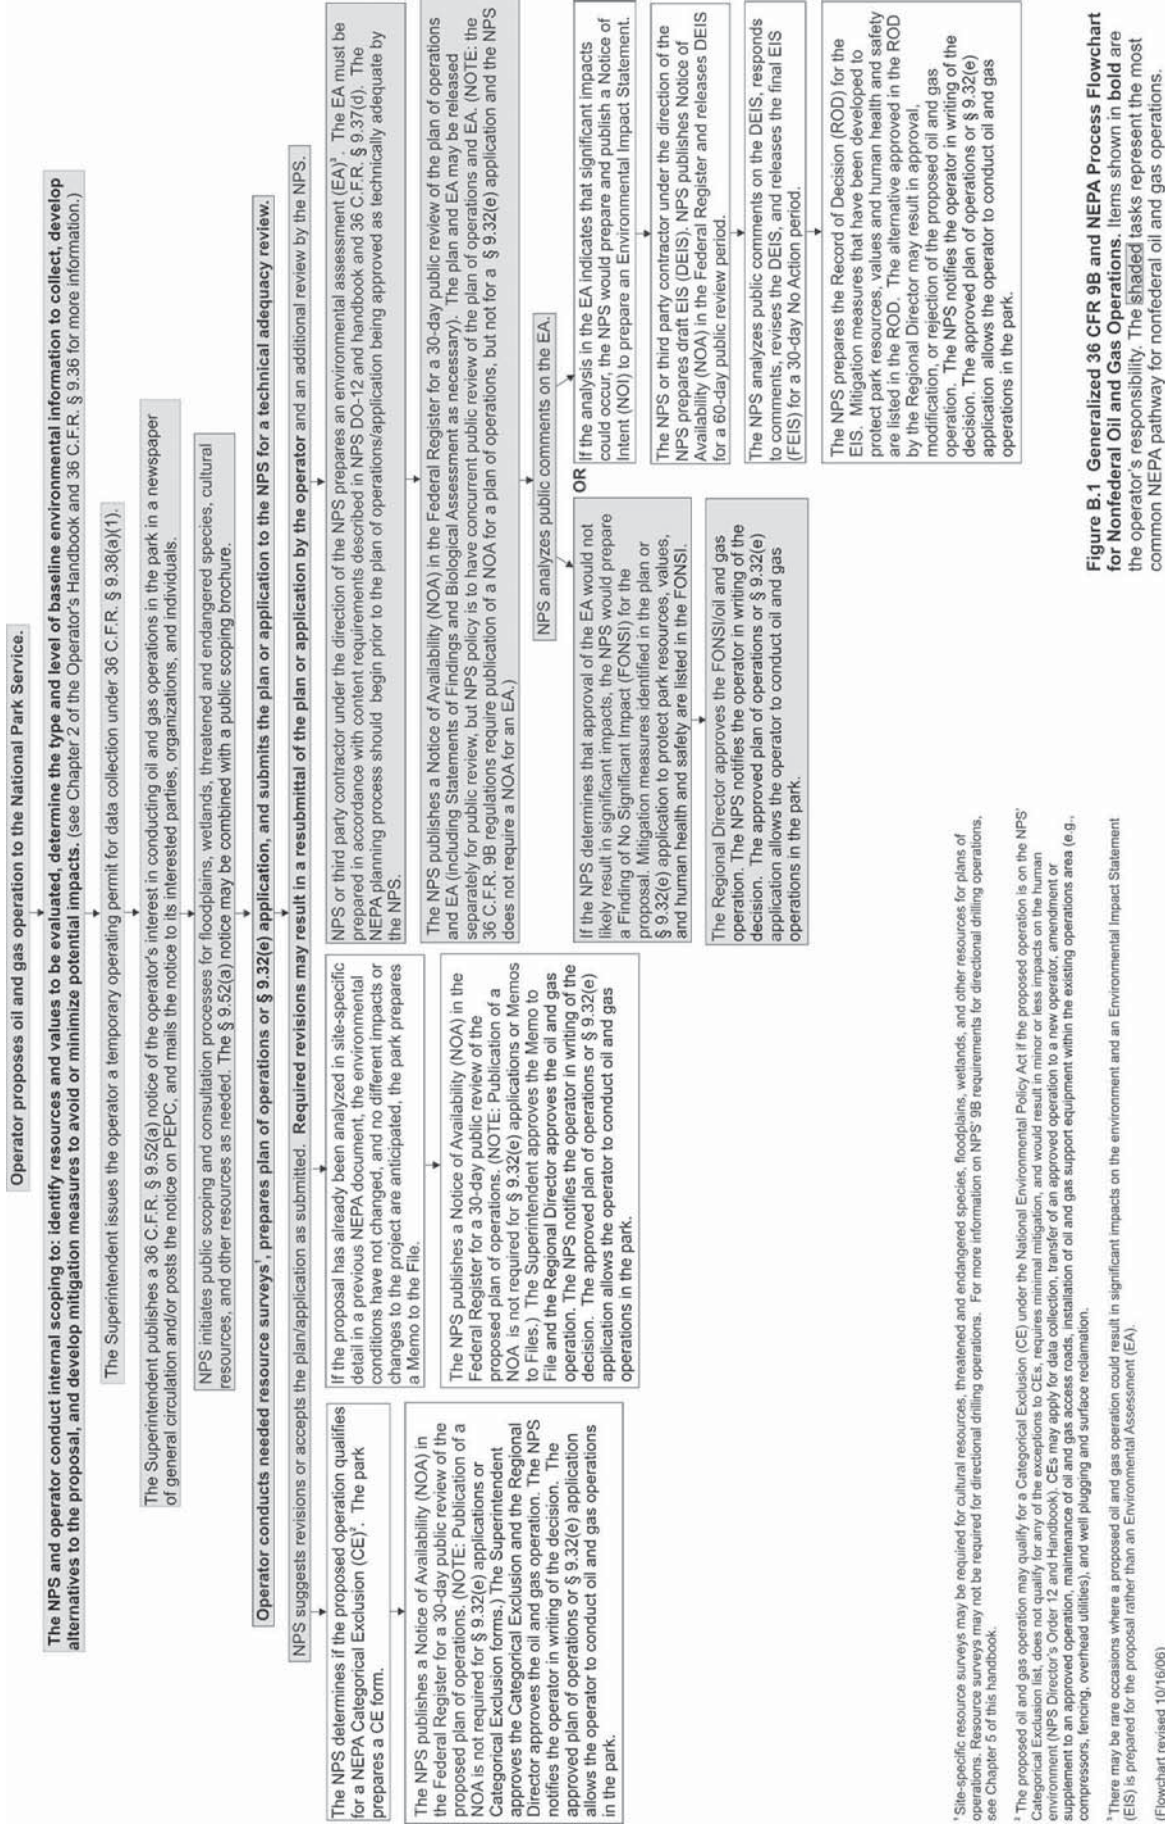 Operator proposes oil and gas operation to the National Park Service.
The NPS and operator conduct internal scoping to: identify resources and values to be evaluated, determine the type and level of baseline environmental information to collect, develop
alternatives to the proposal, and develop mitigation measures to avoid or minimize potential impacts. (see Chapter 2 of the Operator's Handbook and 36 C.F.R. § 9.36 for more information.)
The Superintendent issues the operator a temporary operating permit for data collection under 36 C.F.R. § 9.38(a)(1).
The Superintendent publishes a 36 C.F.R. § 9.52(a) notice of the operator's interest in conducting oil and gas operations in the park in a newspaper
of general circulation and/or posts the notice on PEPC, and mails the notice to its interested parties, organizations, and individuals.
NPS initiates public scoping and consultation processes for floodplains, wetlands, threatened and endangered species, cultural
resources, and other resources as needed. The § 9.52(a) notice may be combined with a public scoping brochure.
Operator conducts needed resource surveys¹, prepares plan of operations or § 9.32(e) application, and submits the plan or application to the NPS for a technical adequacy review.
NPS suggests revisions or accepts the plan/application as submitted. Required revisions may result in a resubmittal of the plan or application by the operator and an additional review by the NPS.
The NPS determines if the proposed operation qualifies
for a NEPA Categorical Exclusion (CE)². The park
prepares a CE form.
The NPS publishes a Notice of Availability (NOA) in
the Federal Register for a 30-day public review of the
proposed plan of operations. (NOTE: Publication of a
NOA is not required for § 9.32(e) applications or
Categorical Exclusion forms.) The Superintendent
approves the Categorical Exclusion and the Regional
Director approves the oil and gas operation. The NPS
notifies the operator in writing of the decision. The
approved plan of operations or § 9.32(e) application
allows the operator to conduct oil and gas operations
in the park.
If the proposal has already been analyzed in site-specific
detail in a previous NEPA document, the environmental
conditions have not changed, and no different impacts or
changes to the project are anticipated, the park prepares
a Memo to the File.
The NPS publishes a Notice of Availability (NOA) in the
Federal Register for a 30-day public review of the
proposed plan of operations. (NOTE: Publication of a
NOA is not required for § 9.32(e) applications or Memos
to Files.) The Superintendent approves the Memo to
File and the Regional Director approves the oil and gas
operation. The NPS notifies the operator in writing of the
decision. The approved plan of operations or § 9.32(e)
application allows the operator to conduct oil and gas
operations in the park.
NPS or third party contractor under the direction of the NPS prepares an environmental assessment (EA)³. The EA must be
prepared in accordance with content requirements described in NPS DO-12 and handbook and 36 C.F.R. § 9.37(d). The
NEPA planning process should begin prior to the plan of operations/application being approved as technically adequate by
the NPS.
The NPS publishes a Notice of Availability (NOA) in the Federal Register for a 30-day public review of the plan of operations
and EA (including Statements of Findings and Biological Assessment as necessary). The plan and EA may be released
separately for public review, but NPS policy is to have concurrent public review of the plan of operations and EA. (NOTE: the
36 C.F.R. 9B regulations require publication of a NOA for a plan of operations, but not for a § 9.32(e) application and the NPS
does not require a NOA for an EA.)
NPS analyzes public comments on the EA.
If the NPS determines that approval of the EA would not
likely result in significant impacts, the NPS would prepare
a Finding of No Significant Impact (FONSI) for the
proposal. Mitigation measures identified in the plan or
§ 9.32(e) application to protect park resources, values,
and human health and safety are listed in the FONSI.
The Regional Director approves the FONSI/oil and gas
operation. The NPS notifies the operator in writing of the
decision. The approved plan of operations or § 9.32(e)
application allows the operator to conduct oil and gas
operations in the park.
OR
If the analysis in the EA indicates that significant impacts
could occur, the NPS would prepare and publish a Notice of
Intent (NOI) to prepare an Environmental Impact Statement.
The NPS or third party contractor under the direction of the
NPS prepares draft EIS (DEIS). NPS publishes Notice of
Availability (NOA) in the Federal Register and releases DEIS
for a 60-day public review period.
The NPS analyzes public comments on the DEIS, responds
to comments, revises the DEIS, and releases the final EIS
(FEIS) for a 30-day No Action period.
The NPS prepares the Record of Decision (ROD) for the
EIS. Mitigation measures that have been developed to
protect park resources, values and human health and safety
are listed in the ROD. The alternative approved in the ROD
by the Regional Director may result in approval,
modification, or rejection of the proposed oil and gas
operation. The NPS notifies the operator in writing of the
decision. The approved plan of operations or § 9.32(e)
application allows the operator to conduct oil and gas
operations in the park.
¹ Site-specific resource surveys may be required for cultural resources, threatened and endangered species, floodplains, wetlands, and other resources for plans of
operations. Resource surveys may not be required for directional drilling operations. For more information on NPS' 9B requirements for directional drilling operations,
see Chapter 5 of this handbook.
² The proposed oil and gas operation may qualify for a Categorical Exclusion (CE) under the National Environmental Policy Act if the proposed operation is on the NPS'
Categorical Exclusion list, does not qualify for any of the exceptions to CEs, requires minimal mitigation, and would result in minor or less impacts on the human
environment (NPS Director's Order 12 and Handbook). CEs may apply for data collection, transfer of an approved operation to a new operator, amendment or
supplement to an approved operation, maintenance of oil and gas access roads, installation of oil and gas support equipment within the existing operations area (e.g.,
compressors, fencing, overhead utilities), and well plugging and surface reclamation.
³ There may be rare occasions where a proposed oil and gas operation could result in significant impacts on the environment and an Environmental Impact Statement
(EIS) is prepared for the proposal rather than an Environmental Assessment (EA).
(Flowchart revised 10/16/06)
Figure B.1 Generalized 36 CFR 9B and NEPA Process Flowchart
for Nonfederal Oil and Gas Operations. Items shown in bold are
the operator's responsibility. The shaded tasks represent the most
common NEPA pathway for nonfederal oil and gas operations.